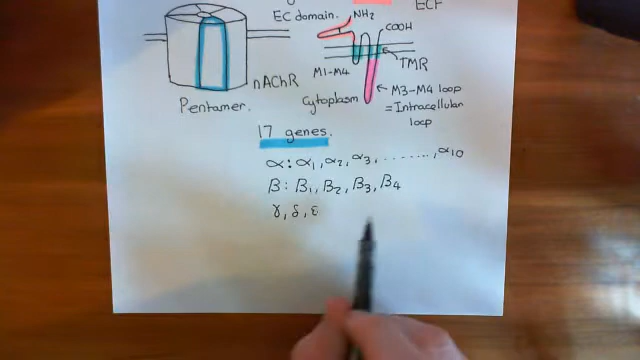 ECF
EC domain.
NH2
COOH
TMR
M1-M4
nAChR
Pentamer.
Cytoplasm
M3-M4 loop
= Intracellular
loop
17 genes.
α: α1, α2, α3, ........, α10
β: β1, β2, β3, β4
γ, δ, ε